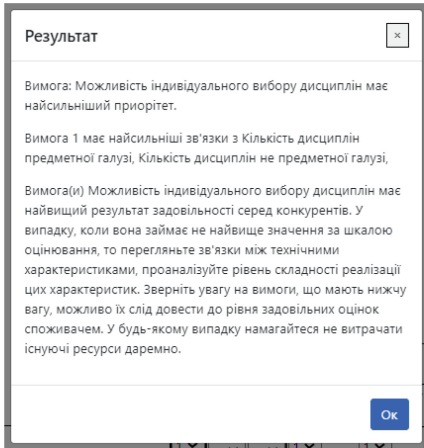 Результат
×
Вимога: Можливість індивідуального вибору дисциплін має
найсильніший приорітет.
Вимога 1 має найсильніші зв'язки з Кількість дисциплін
предметної галузі, Кількість дисциплін не предметної галузі,
Вимога(и) Можливість індивідуального вибору дисциплін має
найвищий результат задовільності серед конкурентів. У
випадку, коли вона займає не найвище значення за шкалою
оцінювання, то перегляньте зв'язки між технічними
характеристиками, проаналізуйте рівень складності реалізації
цих характеристик. Зверніть увагу на вимоги, що мають нижчу
вагу, можливо їх слід довести до рівня задовільних оцінок
споживачем. У будь-якому випадку намагайтеся не витрачати
існуючі ресурси даремно.
Ок